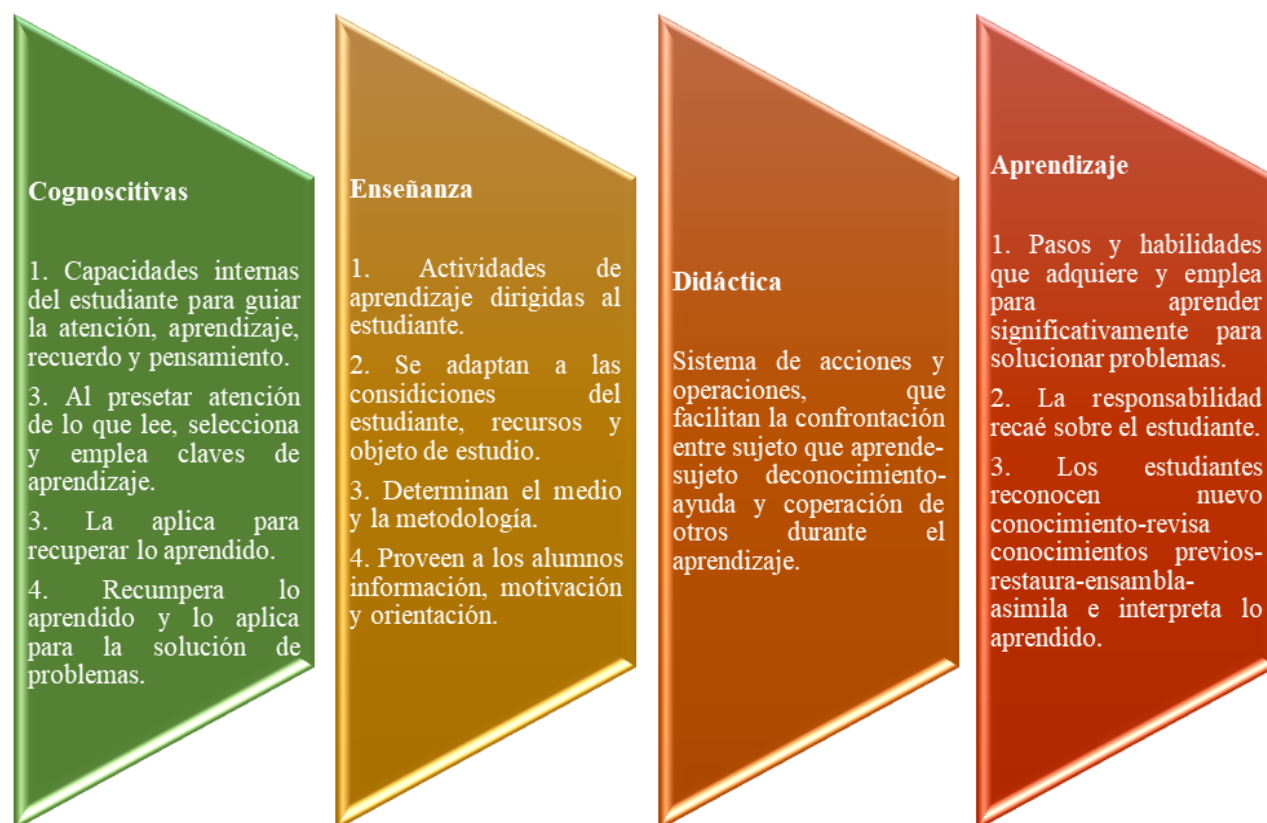 Cognoscitivas
1. Capacidades internas
del estudiante para guiar
la atención, aprendizaje,
recuerdo y pensamiento.
3. Al presetar atención
de lo que lee, selecciona
y emplea claves de
aprendizaje.
3. La aplica para
recuperar lo aprendido.
4. Recumpera lo
aprendido y lo aplica
para la solución de
problemas.
Enseñanza
1. Actividades de
aprendizaje dirigidas al
estudiante.
2. Se adaptan a las
considiciones del
estudiante, recursos y
objeto de estudio.
3. Determinan el medio
y la metodología.
4. Proveen a los alumnos
información, motivación
y orientación.
Didáctica
Sistema de acciones y
operaciones, que
facilitan la confrontación
entre sujeto que aprende-
sujeto deconocimiento-
ayuda y coperación de
otros durante el
aprendizaje.
Aprendizaje
1. Pasos y habilidades
que adquiere y emplea
para aprender
significativamente para
solucionar problemas.
2. La responsabilidad
recaé sobre el estudiante.
3. Los estudiantes
reconocen nuevo
conocimiento-revisa
conocimientos previos-
restaura-ensambla-
asimila e interpreta lo
aprendido.